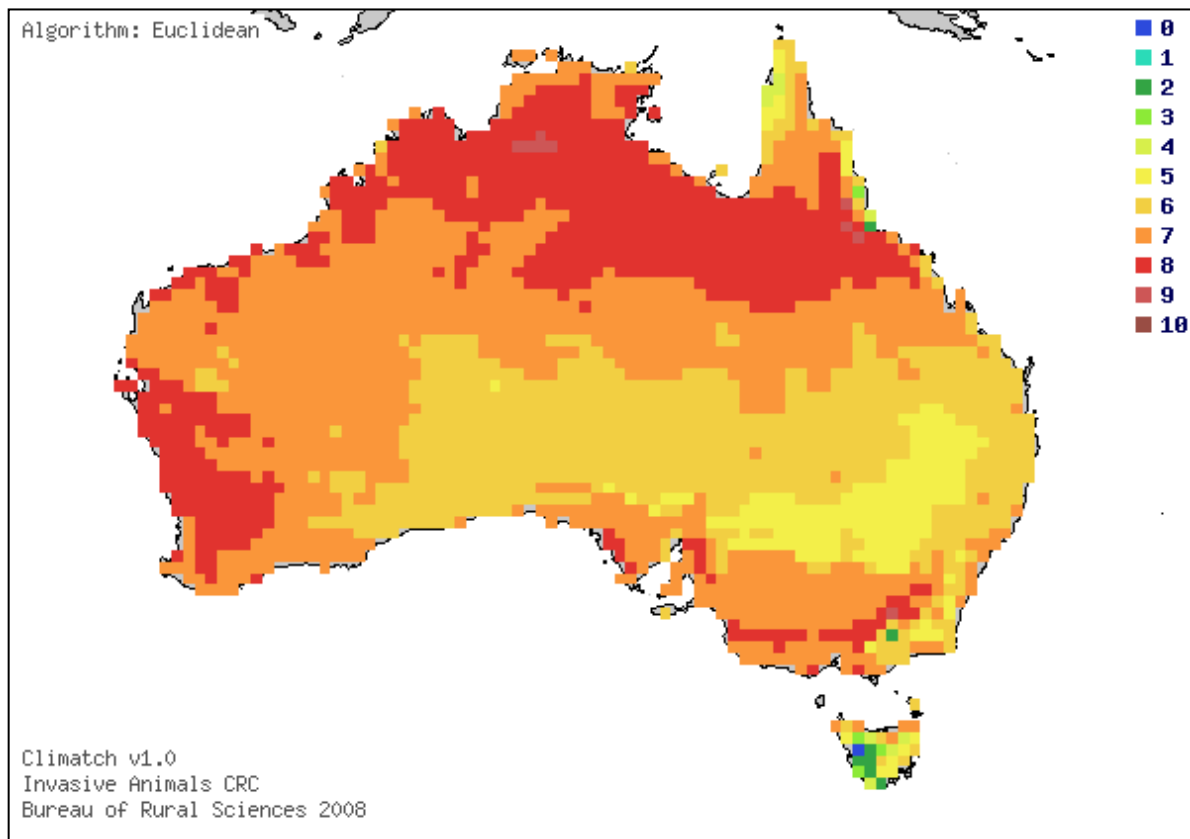 Algorithm: Euclidean
0
1
2
3
4
5
6
7
8
9
10
Climatch v1.0
Invasive Animals CRC
Bureau of Rural Sciences 2008